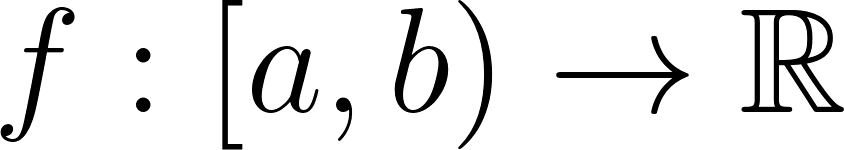 f : [a, b) → ℝ